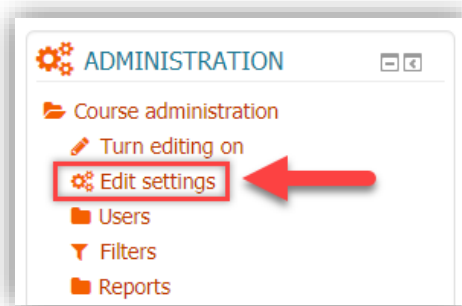 ADMINISTRATION
Course administration
Turn editing on
Edit settings
Users
Filters
Reports